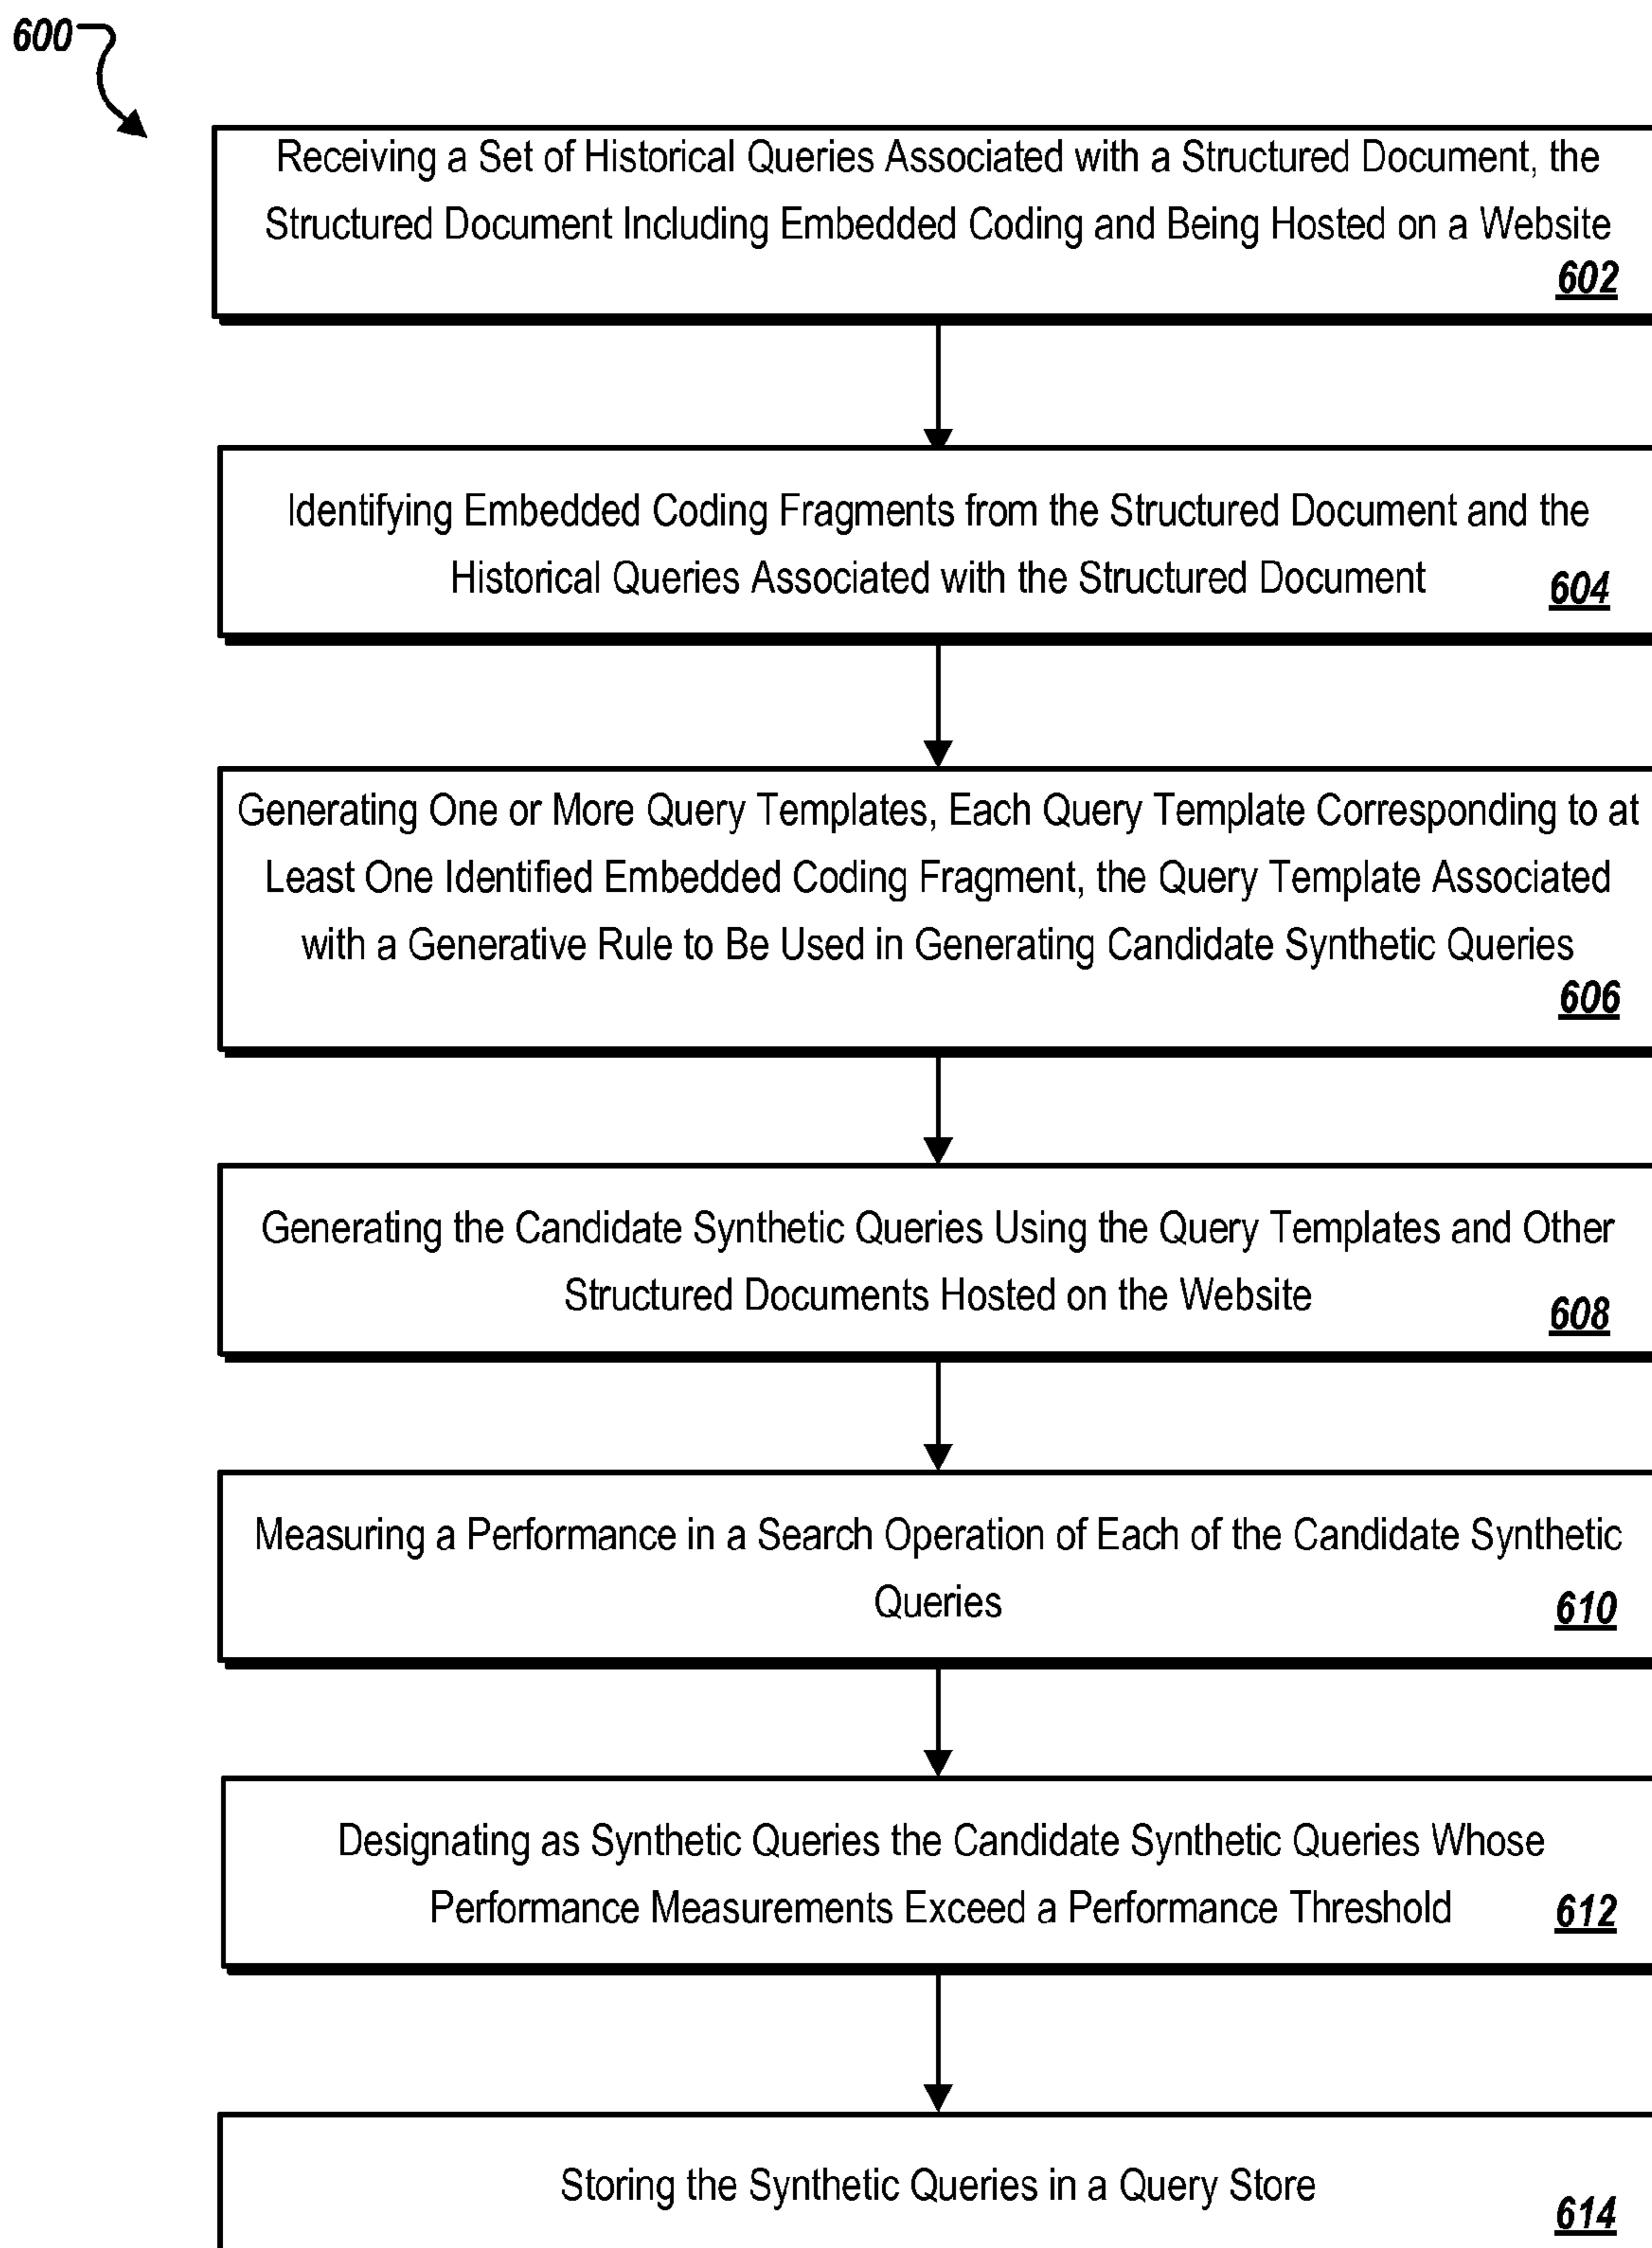 600
Receiving a Set of Historical Queries Associated with a Structured Document, the
Structured Document Including Embedded Coding and Being Hosted on a Website
602
Identifying Embedded Coding Fragments from the Structured Document and the
Historical Queries Associated with the Structured Document
604
Generating One or More Query Templates, Each Query Template Corresponding to at
Least One Identified Embedded Coding Fragment, the Query Template Associated
with a Generative Rule to Be Used in Generating Candidate Synthetic Queries
606
Generating the Candidate Synthetic Queries Using the Query Templates and Other
Structured Documents Hosted on the Website
608
Measuring a Performance in a Search Operation of Each of the Candidate Synthetic
Queries
610
Designating as Synthetic Queries the Candidate Synthetic Queries Whose
Performance Measurements Exceed a Performance Threshold
612
Storing the Synthetic Queries in a Query Store
614